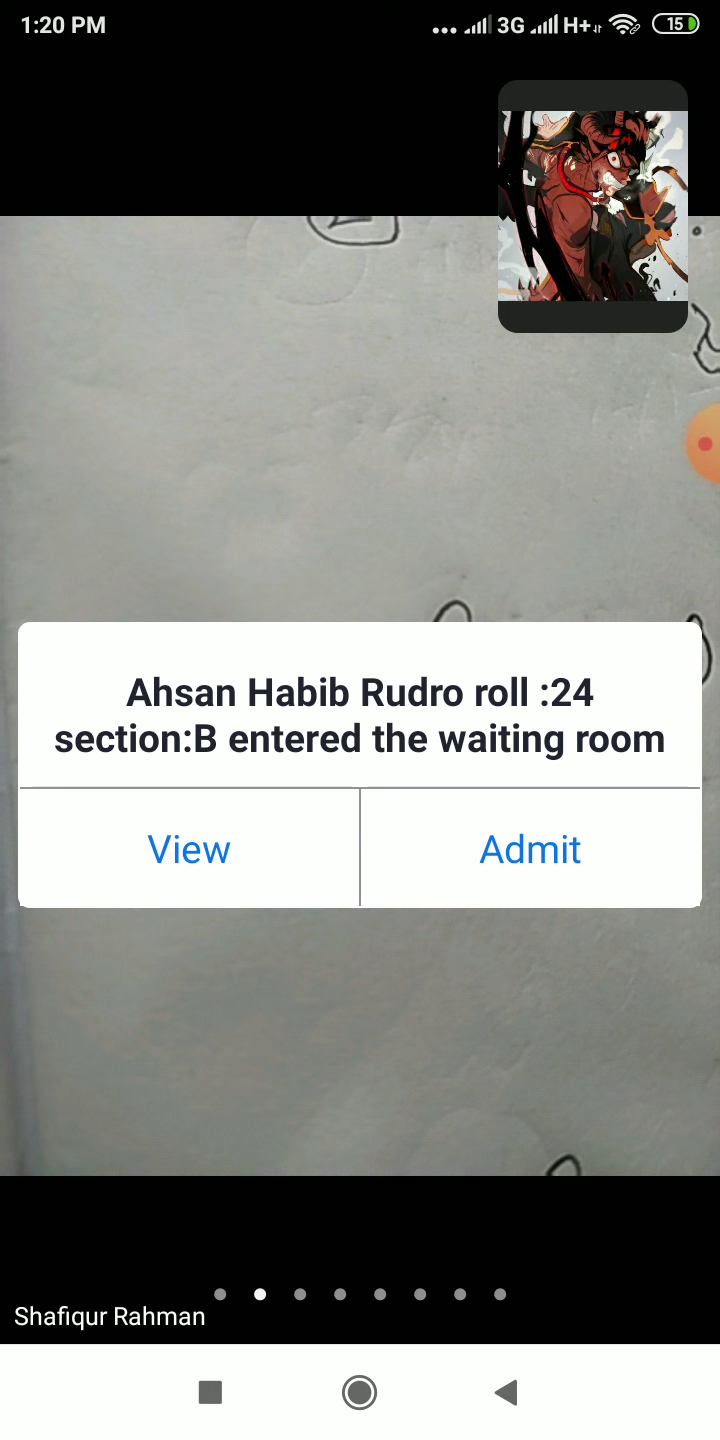 1:20 PM
3G H+ 15
Ahsan Habib Rudro roll :24
section:B entered the waiting room
View
Admit
Shafiqur Rahman